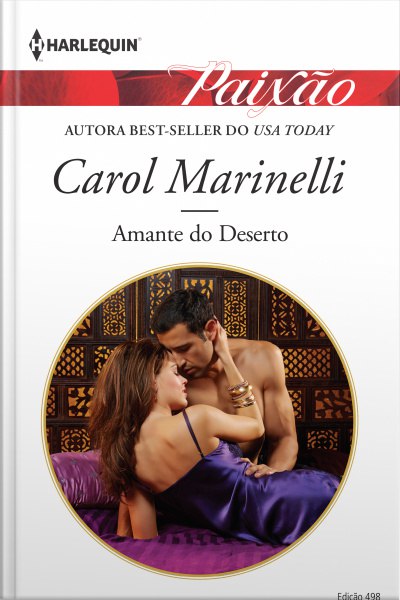 HARLEQUIN
Paixão
AUTORA BEST-SELLER DO USA TODAY
Carol Marinelli
Amante do Deserto
Edição 498